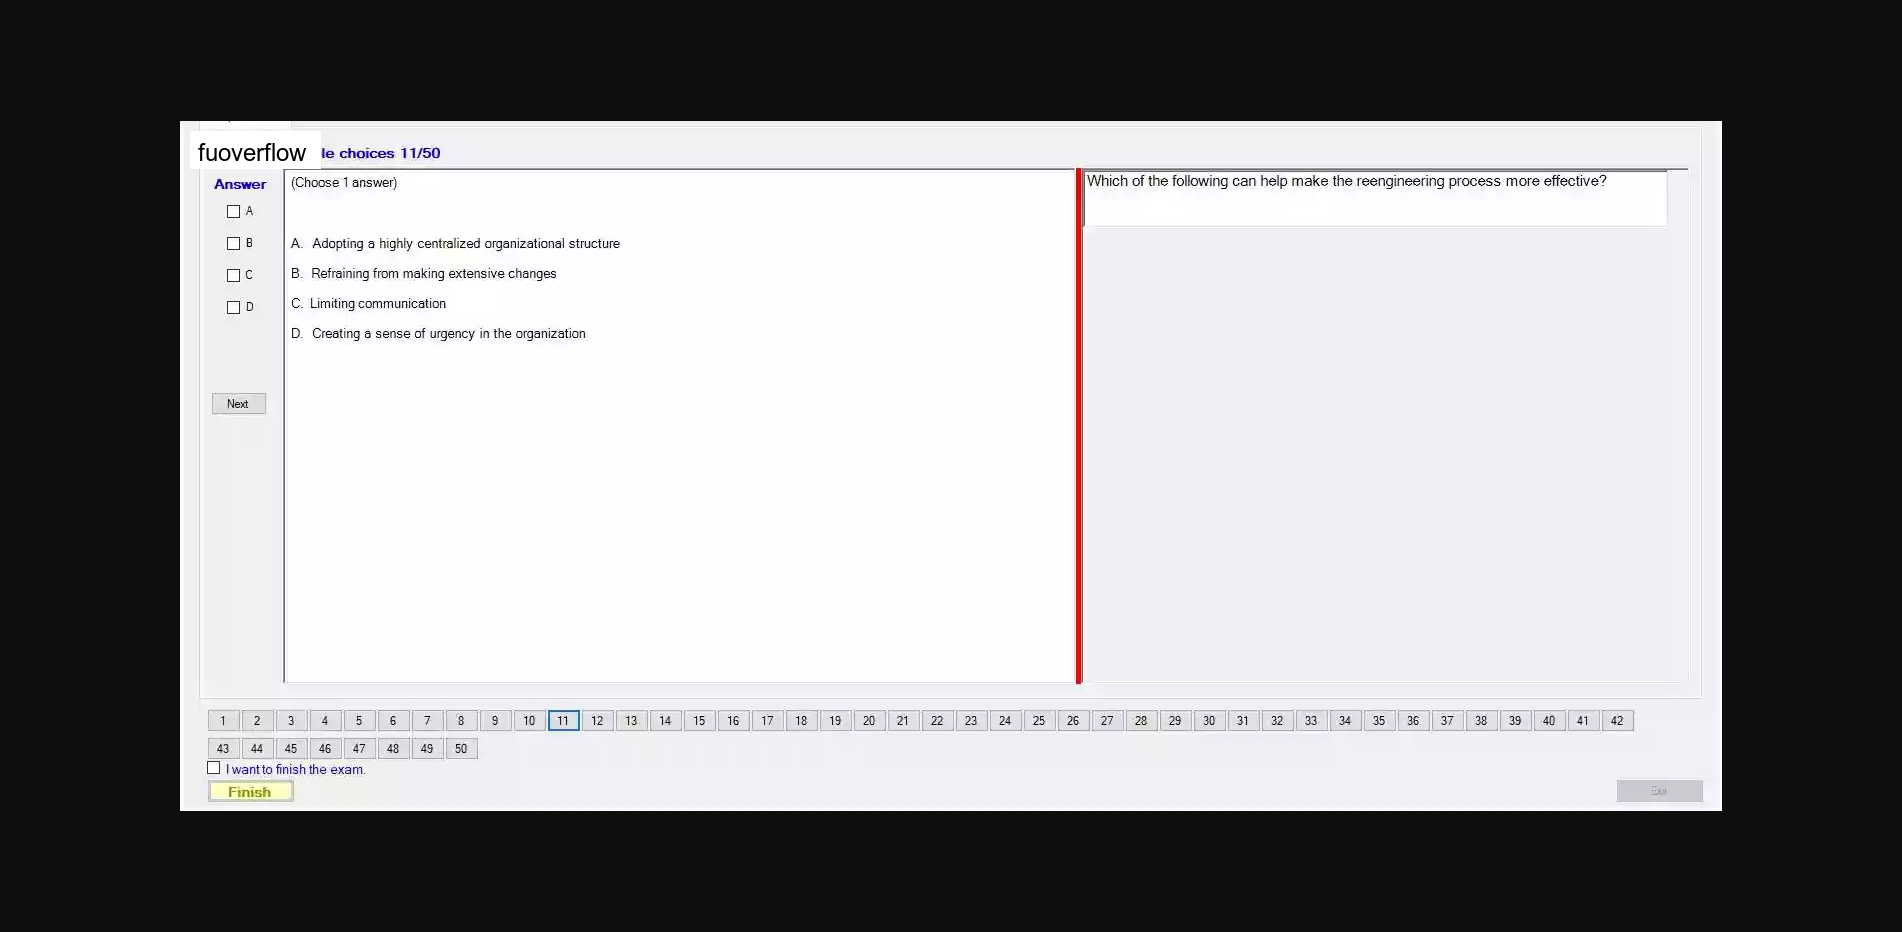 fuoverflow le choices 11/50
Answer
(Choose 1 answer)
Which of the following can help make the reengineering process more effective?
A
B
C
D
A. Adopting a highly centralized organizational structure
B. Refraining from making extensive changes
C. Limiting communication
D. Creating a sense of urgency in the organization
Next
1 2 3 4 5 6 7 8 9 10 11 12 13 14 15 16 17 18 19 20 21 22 23 24 25 26 27 28 29 30 31 32 33 34 35 36 37 38 39 40 41 42
43 44 45 46 47 48 49 50
I want to finish the exam.
Finish
Exit